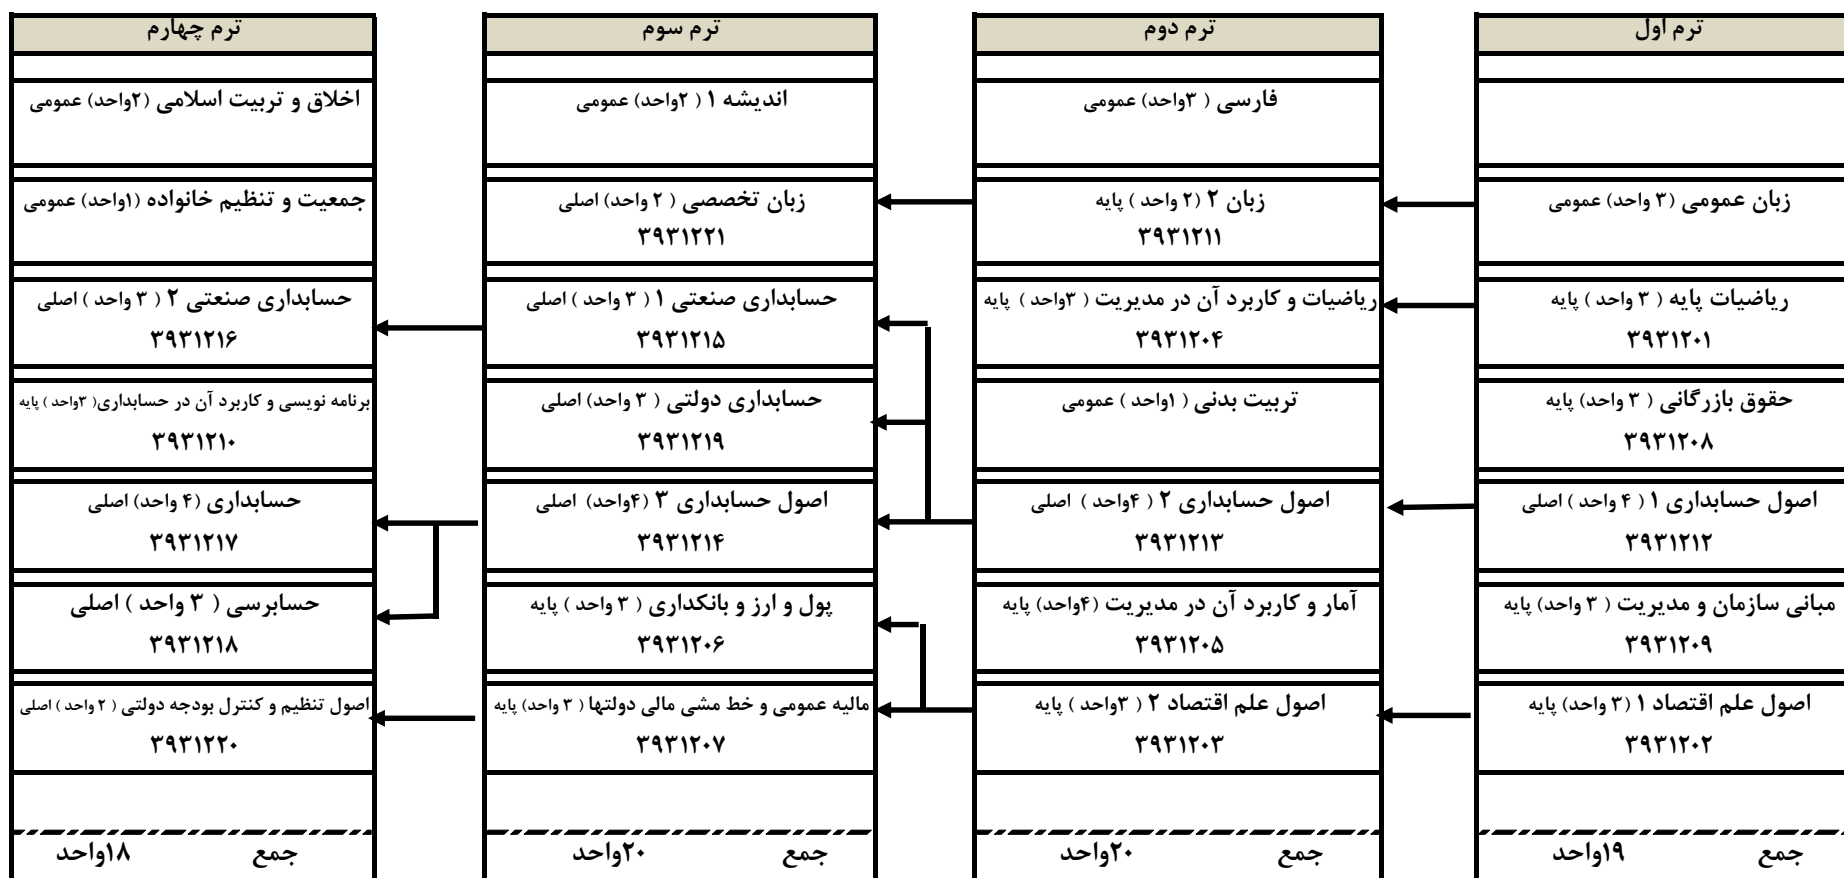 ترم اول
زبان عمومی (۳ واحد) عمومی
ریاضیات پایه ( ۳ واحد ) پایه
۳۹۳۱۲۰۱
حقوق بازرگانی ( ۳ واحد) پایه
۳۹۳۱۲۰۸
اصول حسابداری ۱ ( ۴ واحد ) اصلی
۳۹۳۱۲۱۲
مبانی سازمان و مدیریت ( ۳ واحد) پایه
۳۹۳۱۲۰۹
اصول علم اقتصاد ۱ (۳ واحد) پایه
۳۹۳۱۲۰۲
جمع ۱۹واحد
ترم دوم
فارسی ( ۳واحد) عمومی
زبان ۲ (۲ واحد ) پایه
۳۹۳۱۲۱۱
ریاضیات و کاربرد آن در مدیریت ( ۳واحد ) پایه
۳۹۳۱۲۰۴
تربیت بدنی ( ۱واحد ) عمومی
اصول حسابداری ۲ ( ۴واحد ) اصلی
۳۹۳۱۲۱۳
آمار و کاربرد آن در مدیریت (۴واحد) پایه
۳۹۳۱۲۰۵
اصول علم اقتصاد ۲ ( ۳واحد ) پایه
۳۹۳۱۲۰۳
جمع ۲۰واحد
ترم سوم
اندیشه ۱ ( ۲واحد) عمومی
زبان تخصصی ( ۲ واحد) اصلی
۳۹۳۱۲۲۱
حسابداری صنعتی ۱ ( ۳ واحد ) اصلی
۳۹۳۱۲۱۵
حسابداری دولتی ( ۳ واحد) اصلی
۳۹۳۱۲۱۹
اصول حسابداری ۳ (۴واحد) اصلی
۳۹۳۱۲۱۴
پول و ارز و بانکداری ( ۳ واحد ) پایه
۳۹۳۱۲۰۶
مالیه عمومی و خط مشی مالی دولتها ( ۳ واحد) پایه
۳۹۳۱۲۰۷
جمع ۲۰واحد
ترم چهارم
اخلاق و تربیت اسلامی (۲واحد) عمومی
جمعیت و تنظیم خانواده (۱واحد) عمومی
حسابداری صنعتی ۲ ( ۳ واحد ) اصلی
۳۹۳۱۲۱۶
برنامه نویسی و کاربرد آن در حسابداری( ۳واحد ) پایه
۳۹۳۱۲۱۰
حسابداری (۴ واحد) اصلی
۳۹۳۱۲۱۷
حسابرسی ( ۳ واحد ) اصلی
۳۹۳۱۲۱۸
اصول تنظیم و کنترل بودجه دولتی ( ۲ واحد ) اصلی
۳۹۳۱۲۲۰
جمع ۱۸واحد